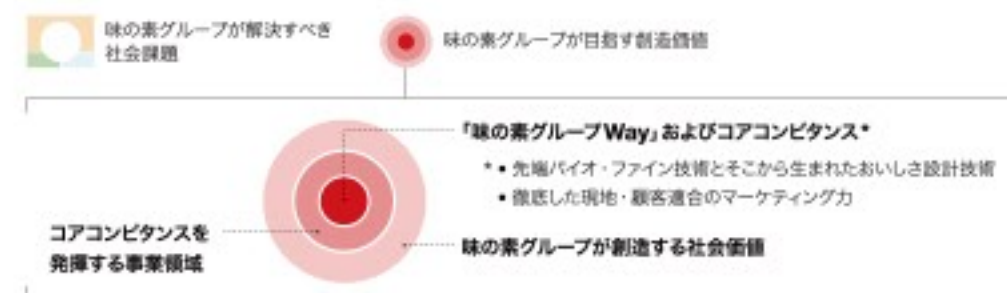 味の素グループが解決すべき
社会課題
味の素グループが目指す創造価値
「味の素グループWay」およびコアコンピタンス*
*• 先端バイオ・ファイン技術とそこから生まれたおいしさ設計技術
• 徹底した現地・顧客適合のマーケティング力
コアコンピタンスを
発揮する事業領域
味の素グループが創造する社会価値